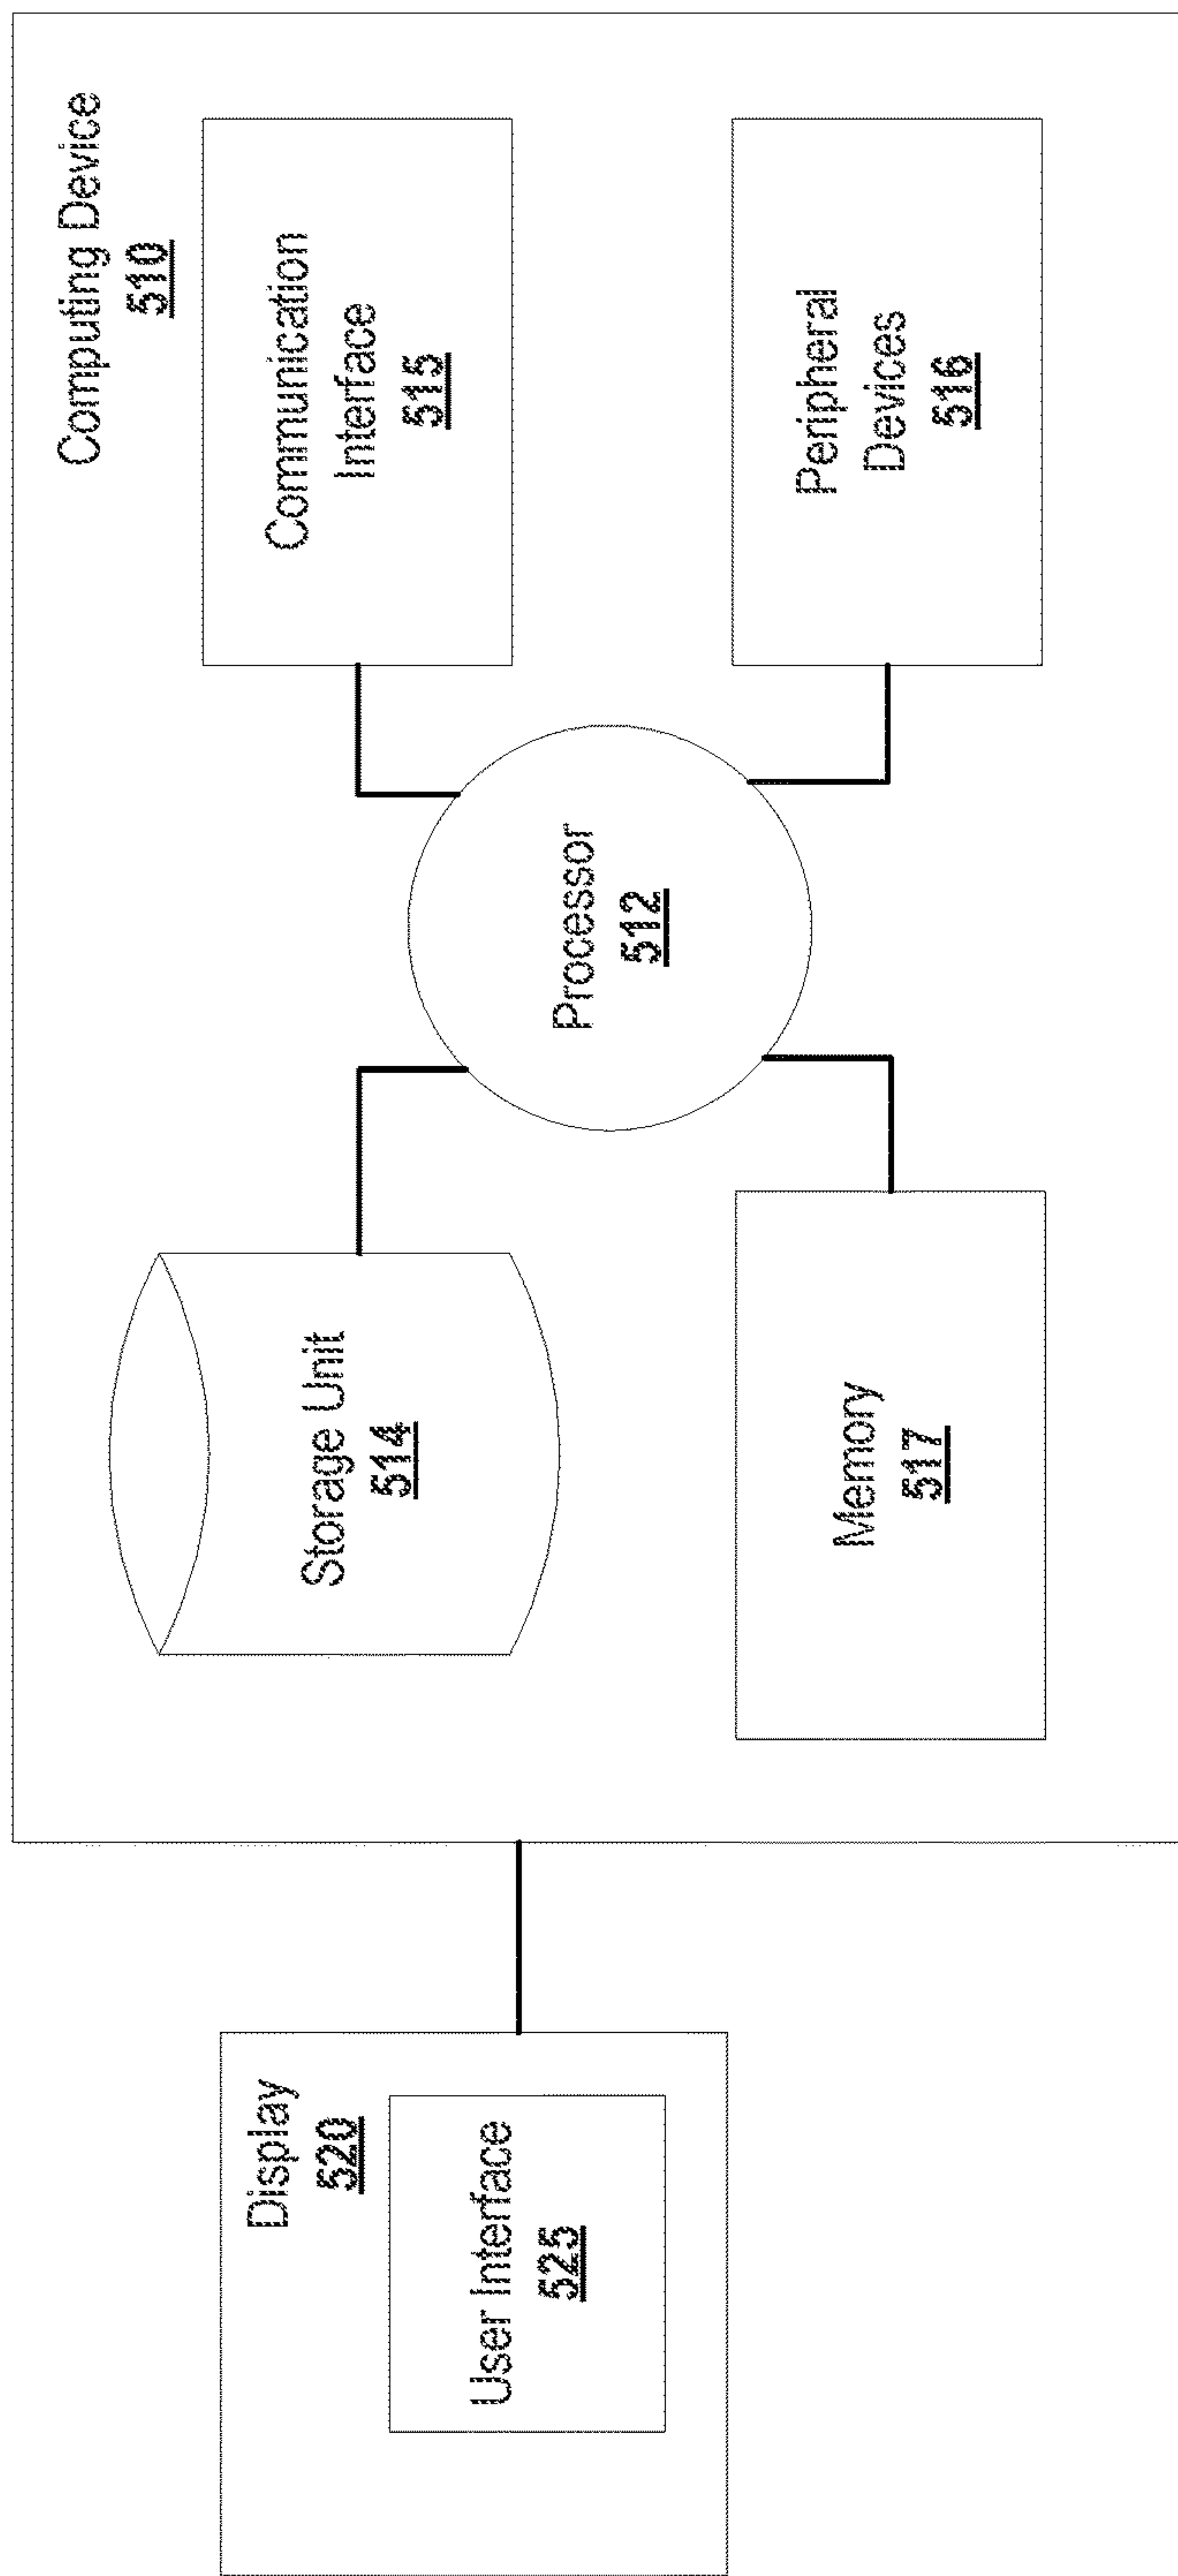 Display
520
User Interface
525
Computing Device
510
Storage Unit
514
Communication
Interface
515
Processor
512
Memory
517
Peripheral
Devices
516